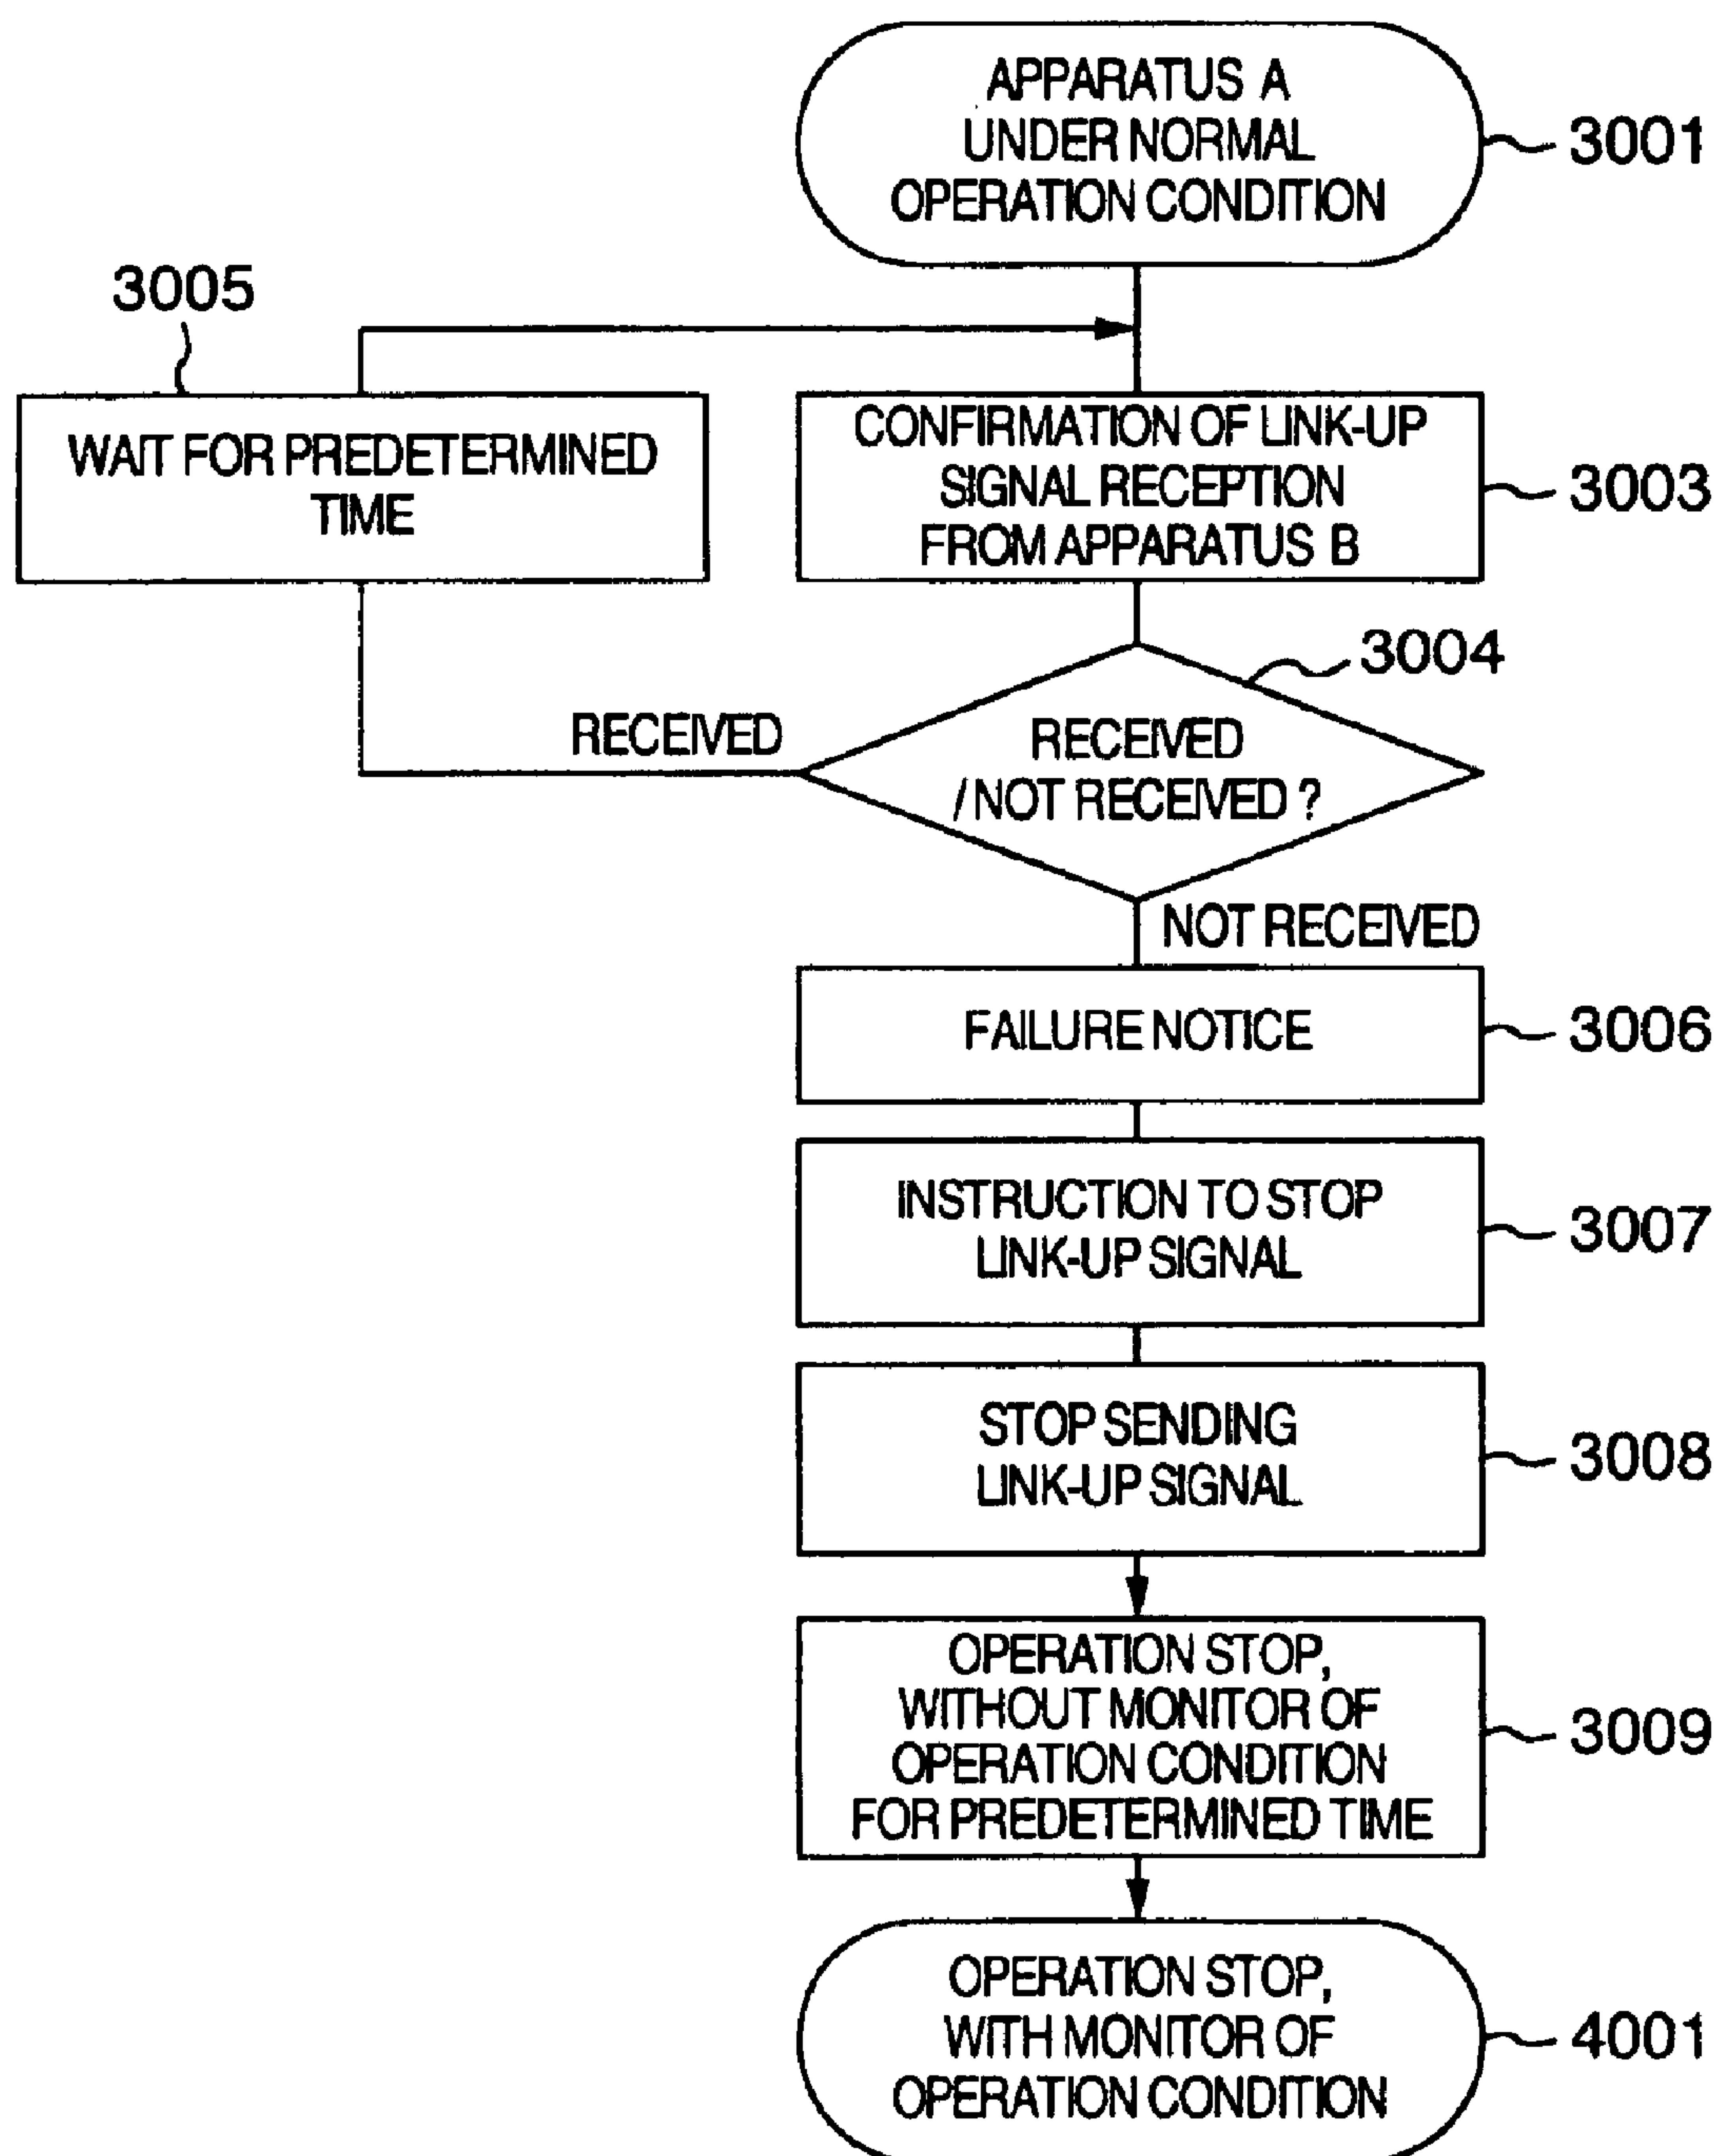 APPARATUS A
UNDER NORMAL
OPERATION CONDITION
3001
3005
WAIT FOR PREDETERMINED
TIME
CONFIRMATION OF LINK-UP
SIGNAL RECEPTION
FROM APPARATUS B
3003
3004
RECEIVED
RECEIVED
/ NOT RECEIVED ?
NOT RECEIVED
FAILURE NOTICE
3006
INSTRUCTION TO STOP
LINK-UP SIGNAL
3007
STOP SENDING
LINK-UP SIGNAL
3008
OPERATION STOP,
WITHOUT MONITOR OF
OPERATION CONDITION
FOR PREDETERMINED TIME
3009
OPERATION STOP,
WITH MONITOR OF
OPERATION CONDITION
4001